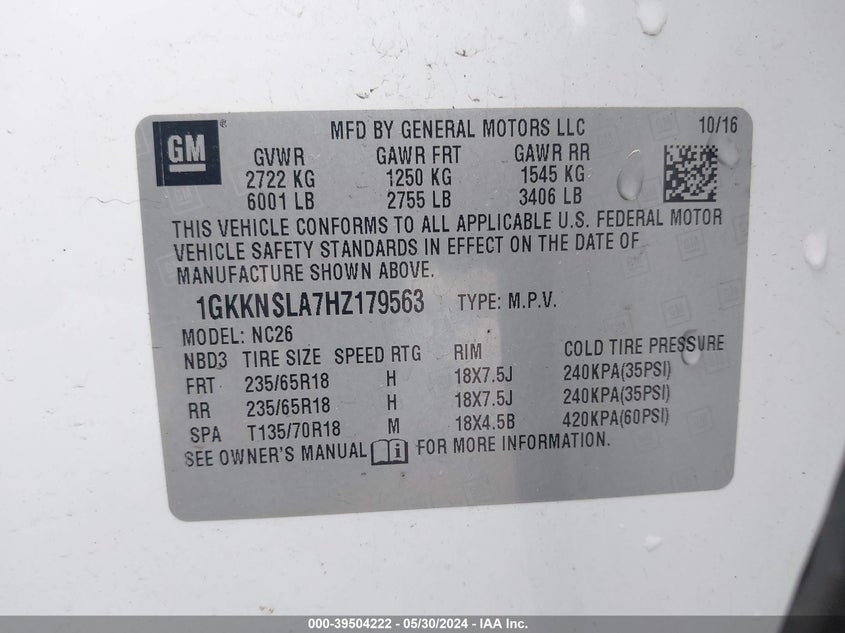 GM® MFD BY GENERAL MOTORS LLC 10/16
GVWR GAWR FRT GAWR RR
2722 KG 1250 KG 1545 KG
6001 LB 2755 LB 3406 LB
THIS VEHICLE CONFORMS TO ALL APPLICABLE U.S. FEDERAL MOTOR
VEHICLE SAFETY STANDARDS IN EFFECT ON THE DATE OF
MANUFACTURE SHOWN ABOVE.
1GKKNSLA7HZ179563 TYPE: M.P.V.
MODEL: NC26
NBD3 TIRE SIZE SPEED RTG RIM COLD TIRE PRESSURE
FRT 235/65R18 H 18X7.5J 240KPA(35PSI)
RR 235/65R18 H 18X7.5J 240KPA(35PSI)
SPA T135/70R18 M 18X4.5B 420KPA(60PSI)
SEE OWNER'S MANUAL i FOR MORE INFORMATION.
000-39504222 - 05/30/2024 - IAA Inc.